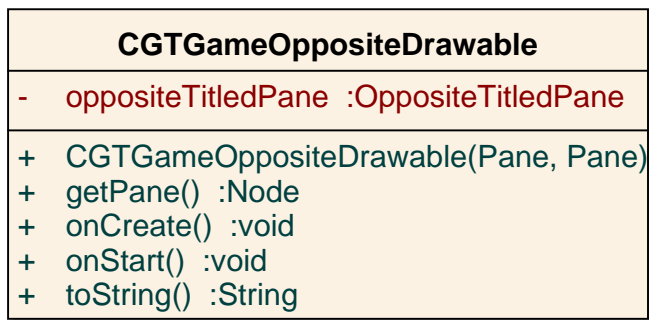 CGTGameOppositeDrawable
- oppositeTitledPane :OppositeTitledPane
+ CGTGameOppositeDrawable(Pane, Pane)
+ getPane() :Node
+ onCreate() :void
+ onStart() :void
+ toString() :String